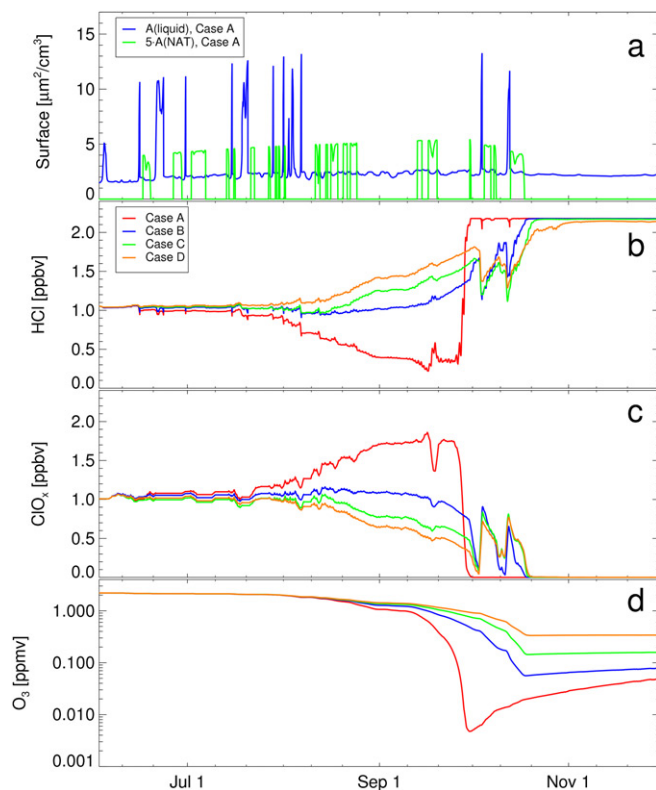 A(liquid), Case A
5·A(NAT), Case A
a
Surface [μm²/cm³]
15
10
5
0
Case A
Case B
Case C
Case D
b
HCl [ppbv]
2.0
1.5
1.0
0.5
0.0
c
ClOₓ [ppbv]
2.0
1.5
1.0
0.5
0.0
d
O₃ [ppmv]
1.000
0.100
0.010
0.001
Jul 1
Sep 1
Nov 1